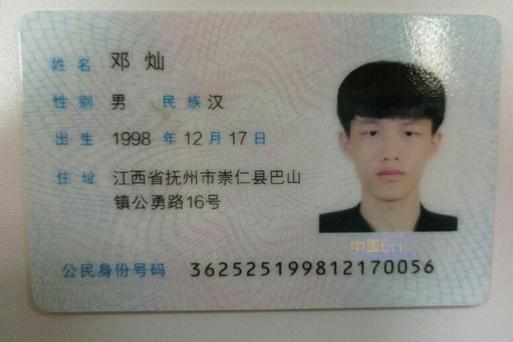 姓名 邓灿
性别 男 民族 汉
出生 1998 年 12 月 17 日
住址 江西省抚州市崇仁县巴山
镇公勇路16号
中国CHI
公民身份号码 362525199812170056